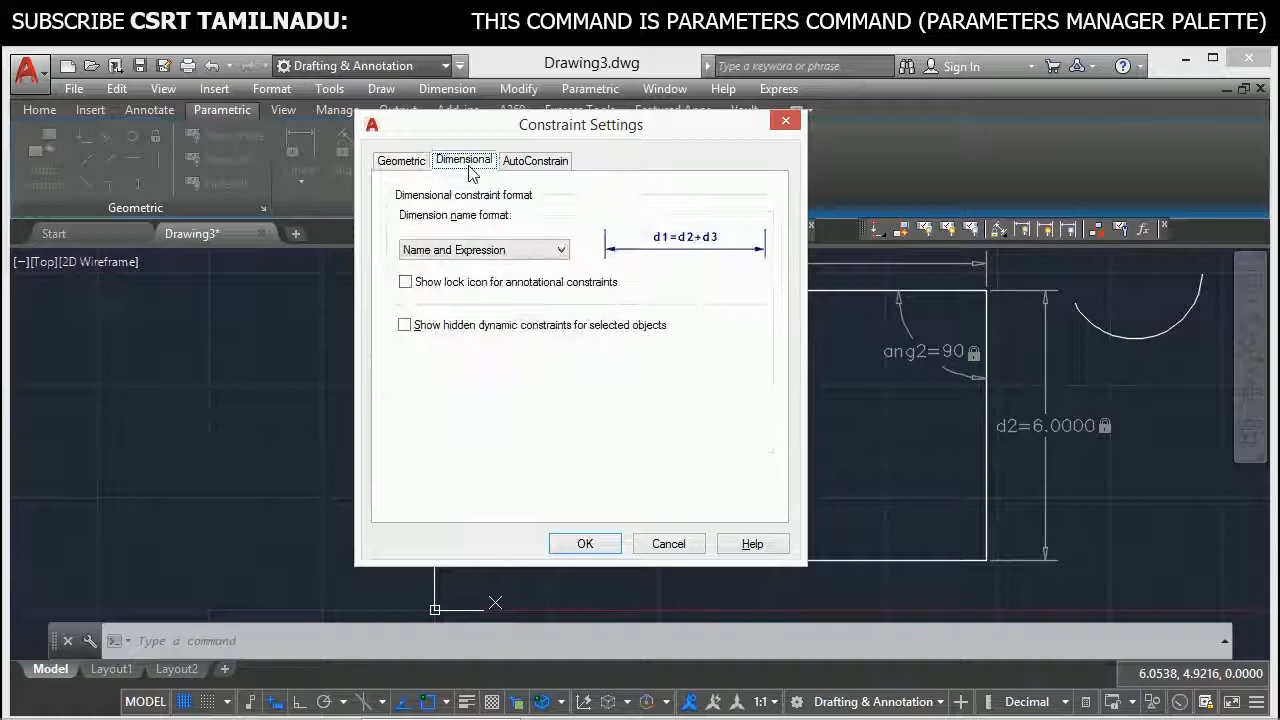 SUBSCRIBE CSRT TAMILNADU: THIS COMMAND IS PARAMETERS COMMAND (PARAMETERS MANAGER PALETTE)
Drafting & Annotation Drawing3.dwg Type a keyword or phrase Sign In
File Edit View Insert Format Tools Draw Dimension Modify Parametric Window Help Express
Home Insert Annotate Parametric View Manage
Constraint Settings
Geometric Dimensional AutoConstrain
Dimensional constraint format
Dimension name format:
Name and Expression
d1=d2+d3
Show lock icon for annotational constraints
Show hidden dynamic constraints for selected objects
OK Cancel Help
Geometric
Start Drawing3*
[−][Top][2D Wireframe]
ang2=90
d2=6.0000
X
Type a command
Model Layout1 Layout2
6.0538, 4.9216, 0.0000
MODEL 1:1 Drafting & Annotation Decimal